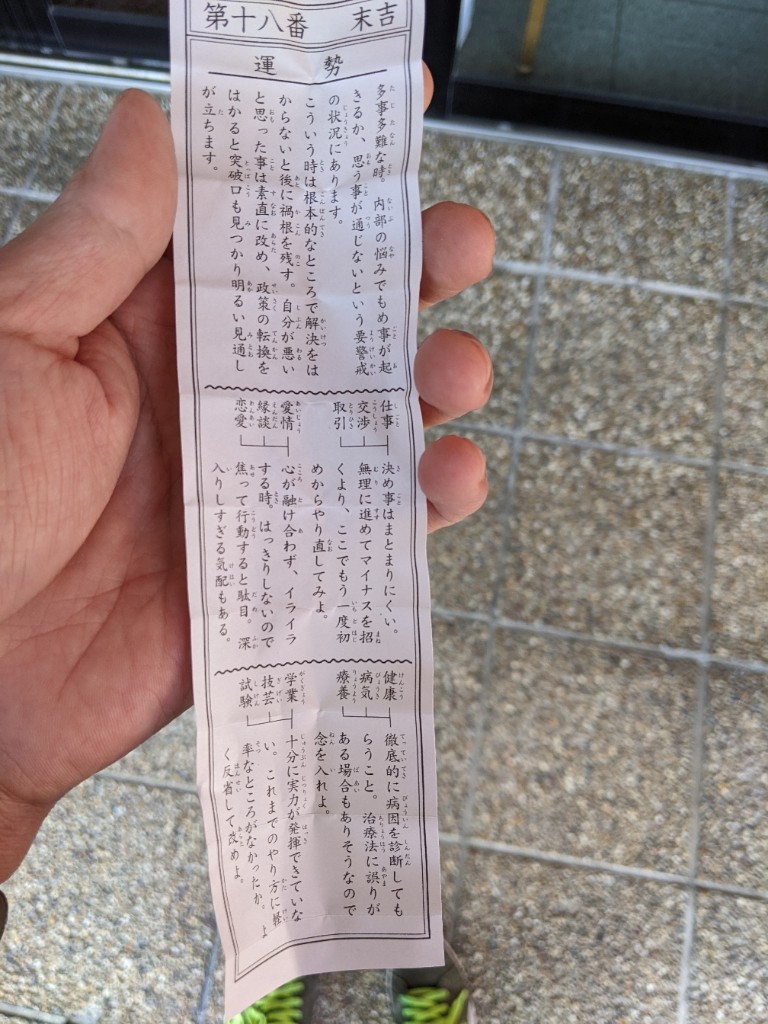 第十八番　末吉
運勢
多事多難な時。内部の悩みでもめ事が起
きるか、思う事が通じないという要警戒
の状況にあります。
こういう時は根本的なところで解決をは
からないと後に禍根を残す。自分が悪い
と思った事は素直に改め、政策の転換を
はかると突破口も見つかり明るい見通し
が立ちます。
仕事
交渉
取引
決め事はまとまりにくい。
無理に進めてマイナスを招
くより、ここでもう一度初
めからやり直してみよ。
愛情
縁談
恋愛
心が融け合わず、イライラ
する時。はっきりしないので
焦って行動すると駄目。深
入りしすぎる気配もある。
健康
病気
療養
徹底的に病因を診断しても
らうこと。治療法に誤りが
ある場合もありそうなので
念を入れよ。
学業
技芸
試験
十分に実力が発揮できていな
い。これまでのやり方に軽
率なところがなかったか。よ
く反省して改めよ。